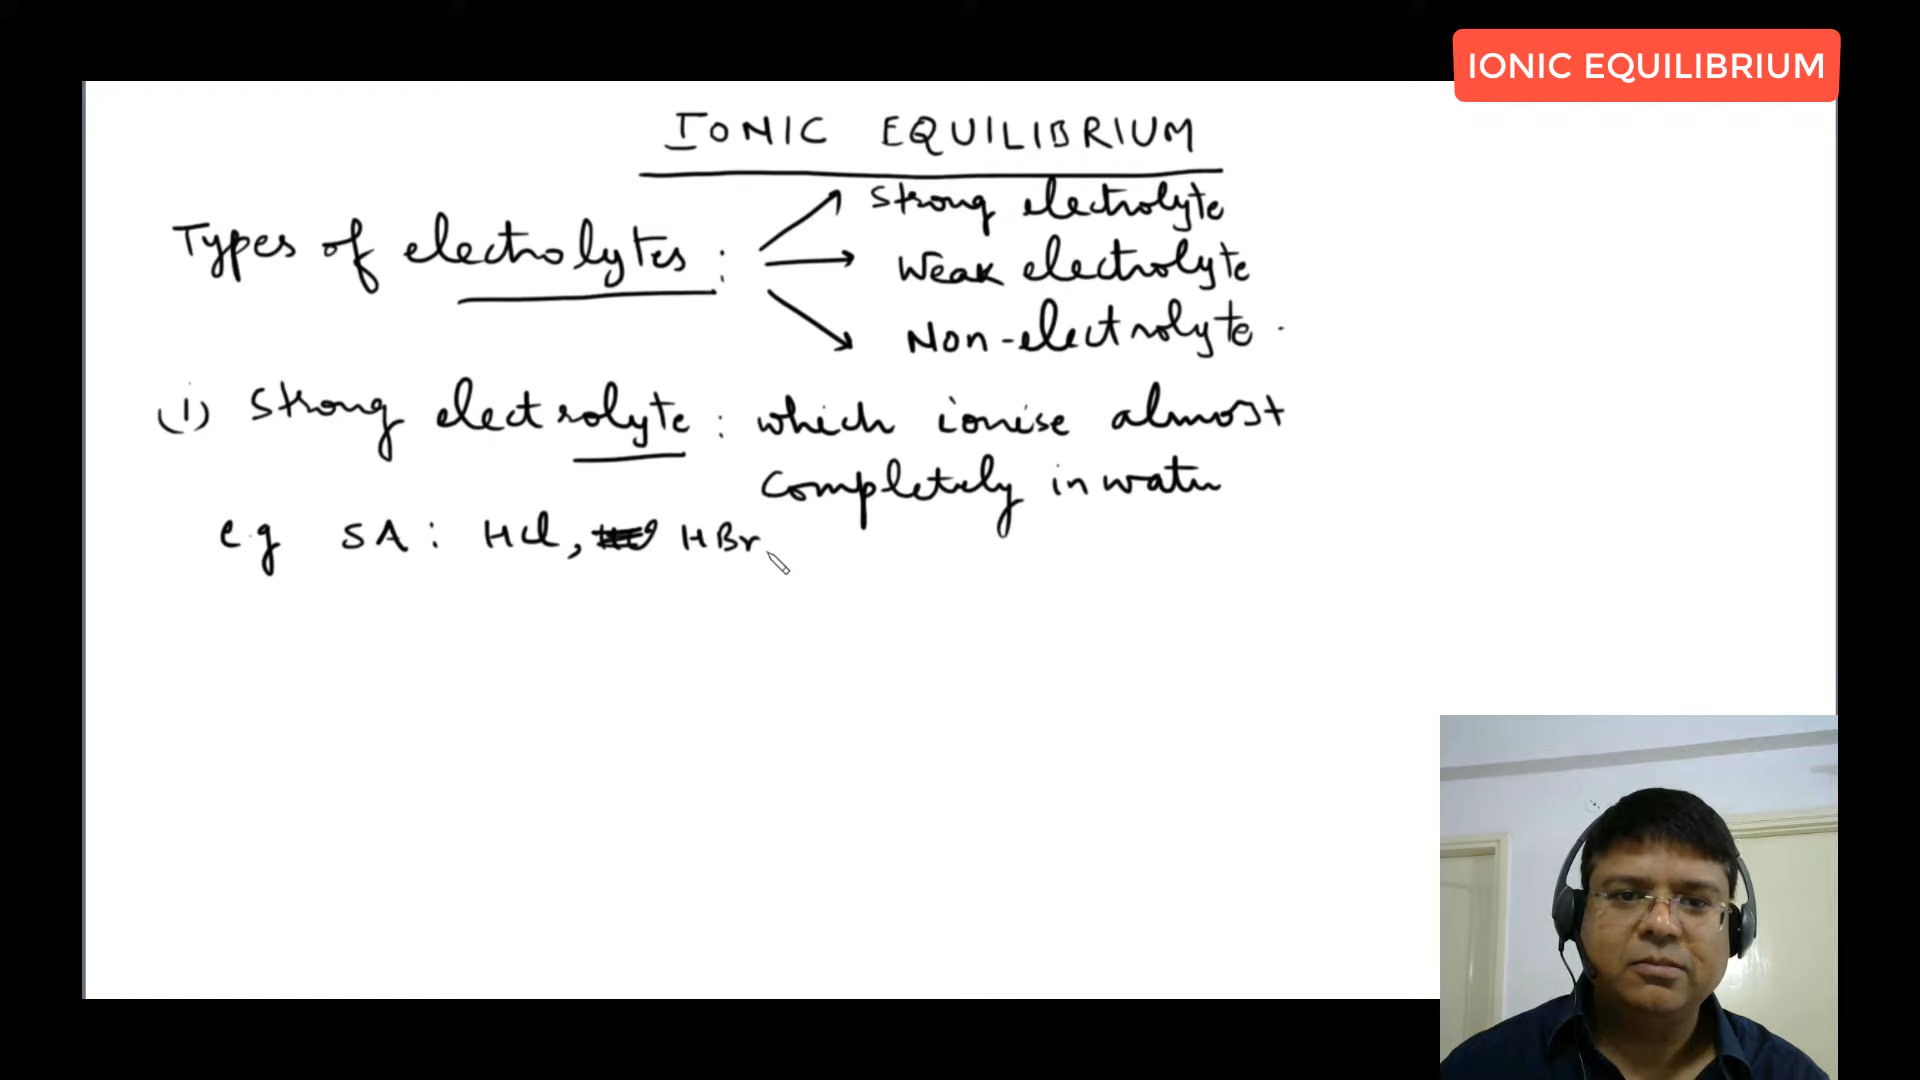 IONIC EQUILIBRIUM
IONIC EQUILIBRIUM
Types of electrolytes :
Strong electrolyte
Weak electrolyte
Non-electrolyte .
(1) Strong electrolyte : which ionise almost
completely in water
e.g SA : HCl, HBr